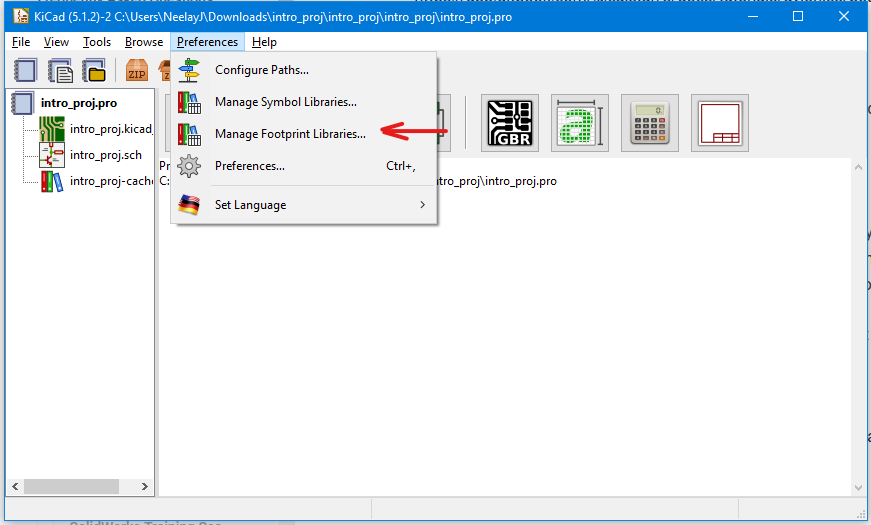 KiCad (5.1.2)-2 C:\Users\NeelayJ\Downloads\intro_proj\intro_proj\intro_proj\intro_proj.pro
File View Tools Browse Preferences Help
ZIP
Configure Paths...
Manage Symbol Libraries...
Manage Footprint Libraries...
Preferences... Ctrl+,
Set Language
intro_proj.pro
intro_proj.kicad_
intro_proj.sch
intro_proj-cache
GBR
a
0.
Pr
C:
tro_proj\intro_proj.pro